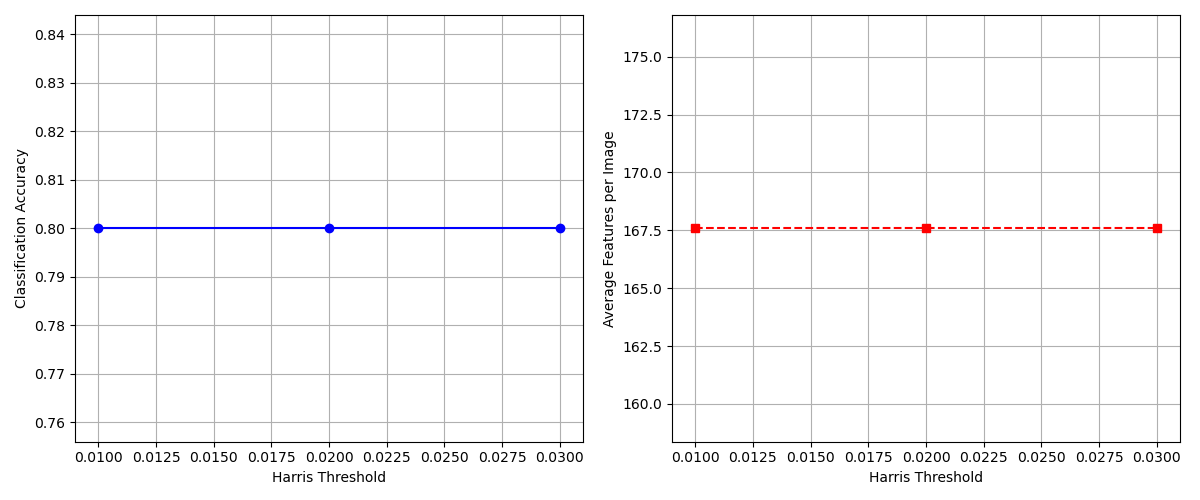 0.84
0.83
0.82
0.81
0.80
0.79
0.78
0.77
0.76
Classification Accuracy
0.0100 0.0125 0.0150 0.0175 0.0200 0.0225 0.0250 0.0275 0.0300
Harris Threshold
175.0
172.5
170.0
167.5
165.0
162.5
160.0
Average Features per Image
0.0100 0.0125 0.0150 0.0175 0.0200 0.0225 0.0250 0.0275 0.0300
Harris Threshold